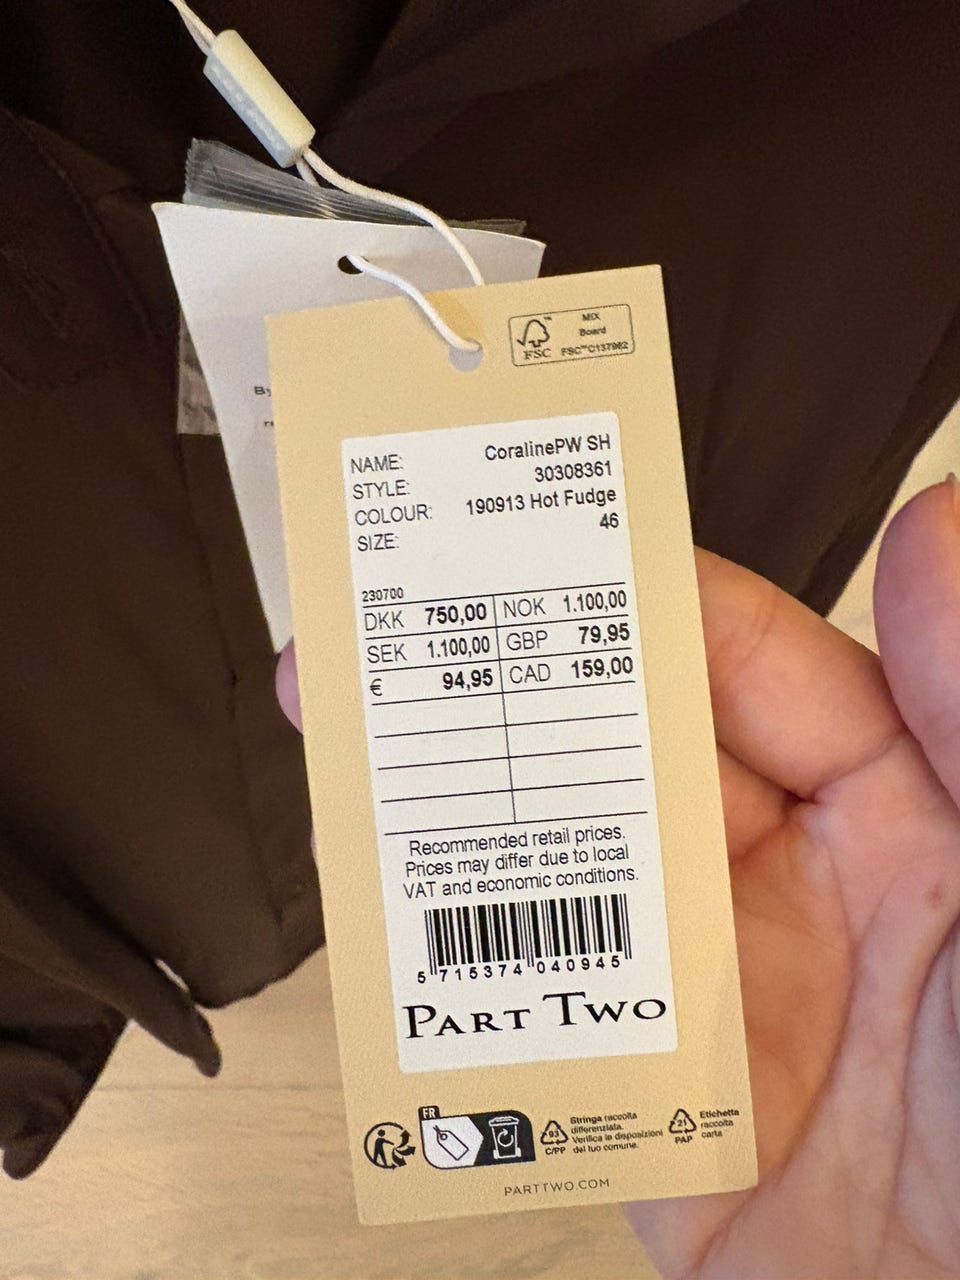 MIX
Board
FSC
FSC™C137982
NAME: CoralinePW SH
STYLE: 30308361
COLOUR: 190913 Hot Fudge
SIZE: 46
230700
DKK 750,00 NOK 1.100,00
SEK 1.100,00 GBP 79,95
€ 94,95 CAD 159,00
Recommended retail prices.
Prices may differ due to local
VAT and economic conditions.
5 715374 040945
PART TWO
FR
93
C/PP
Stringa raccolta
differenziata.
Verifica le disposizioni
del tuo comune.
21
PAP
Etichetta
raccolta
carta
PARTTWO.COM